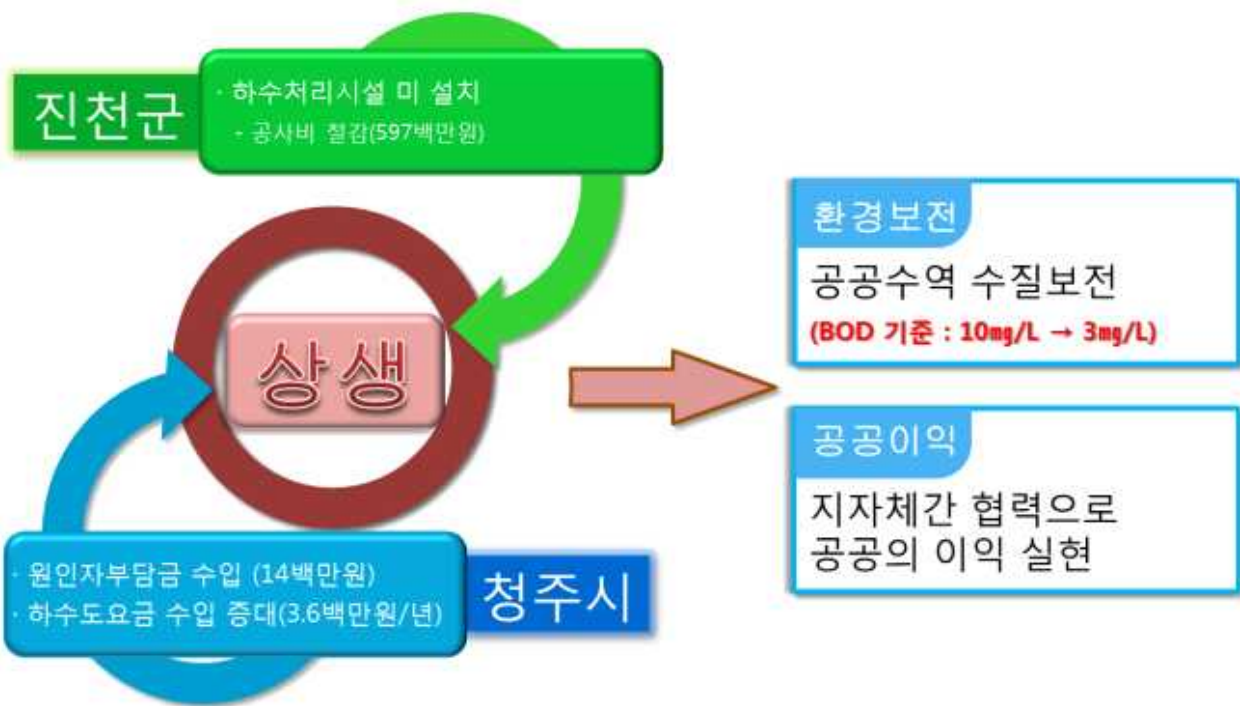 진천군
· 하수처리시설 미 설치
- 공사비 절감(597백만원)
상생
· 원인자부담금 수입 (14백만원)
· 하수도요금 수입 증대(3.6백만원/년)
청주시
환경보전
공공수역 수질보전
(BOD 기준 : 10㎎/L → 3㎎/L)
공공이익
지자체간 협력으로
공공의 이익 실현